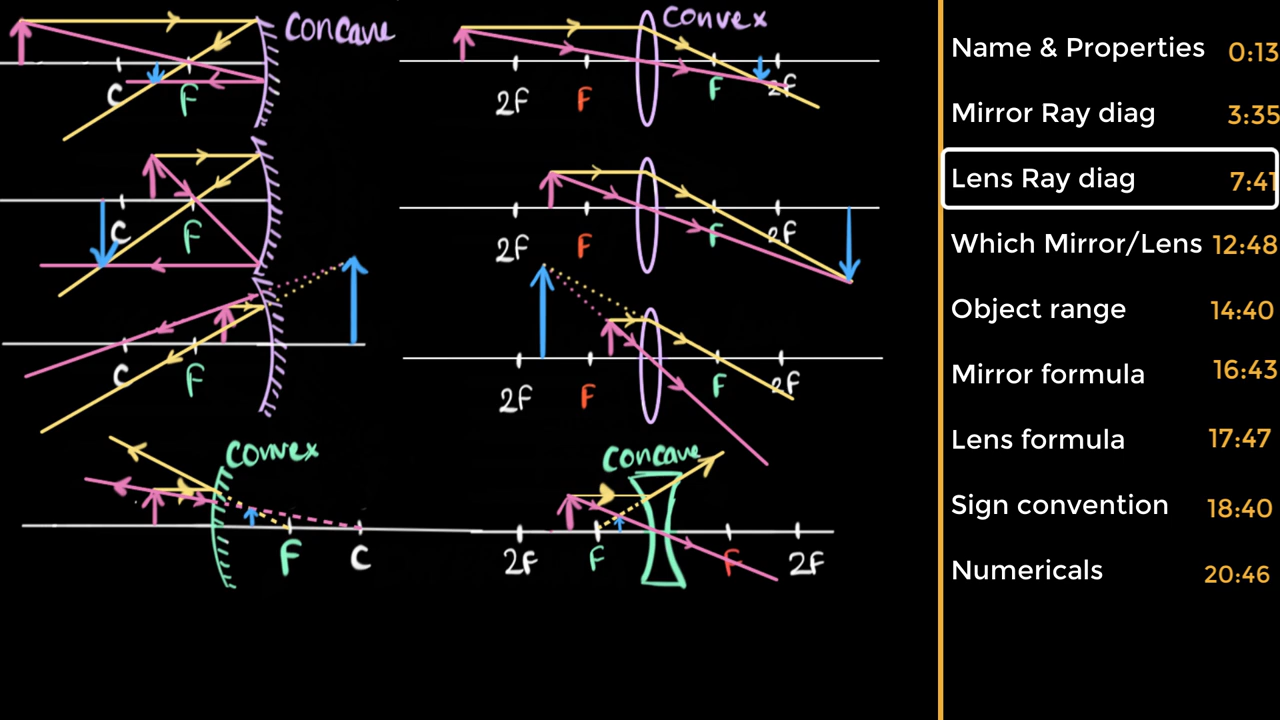 Concave
C
F
C
F
C
F
Convex
F
C
Convex
2F
F
F
2F
2F
F
F
2F
2F
F
F
2F
Concave
2F
F
F
2F
Name & Properties 0:13
Mirror Ray diag 3:35
Lens Ray diag 7:41
Which Mirror/Lens 12:48
Object range 14:40
Mirror formula 16:43
Lens formula 17:47
Sign convention 18:40
Numericals 20:46